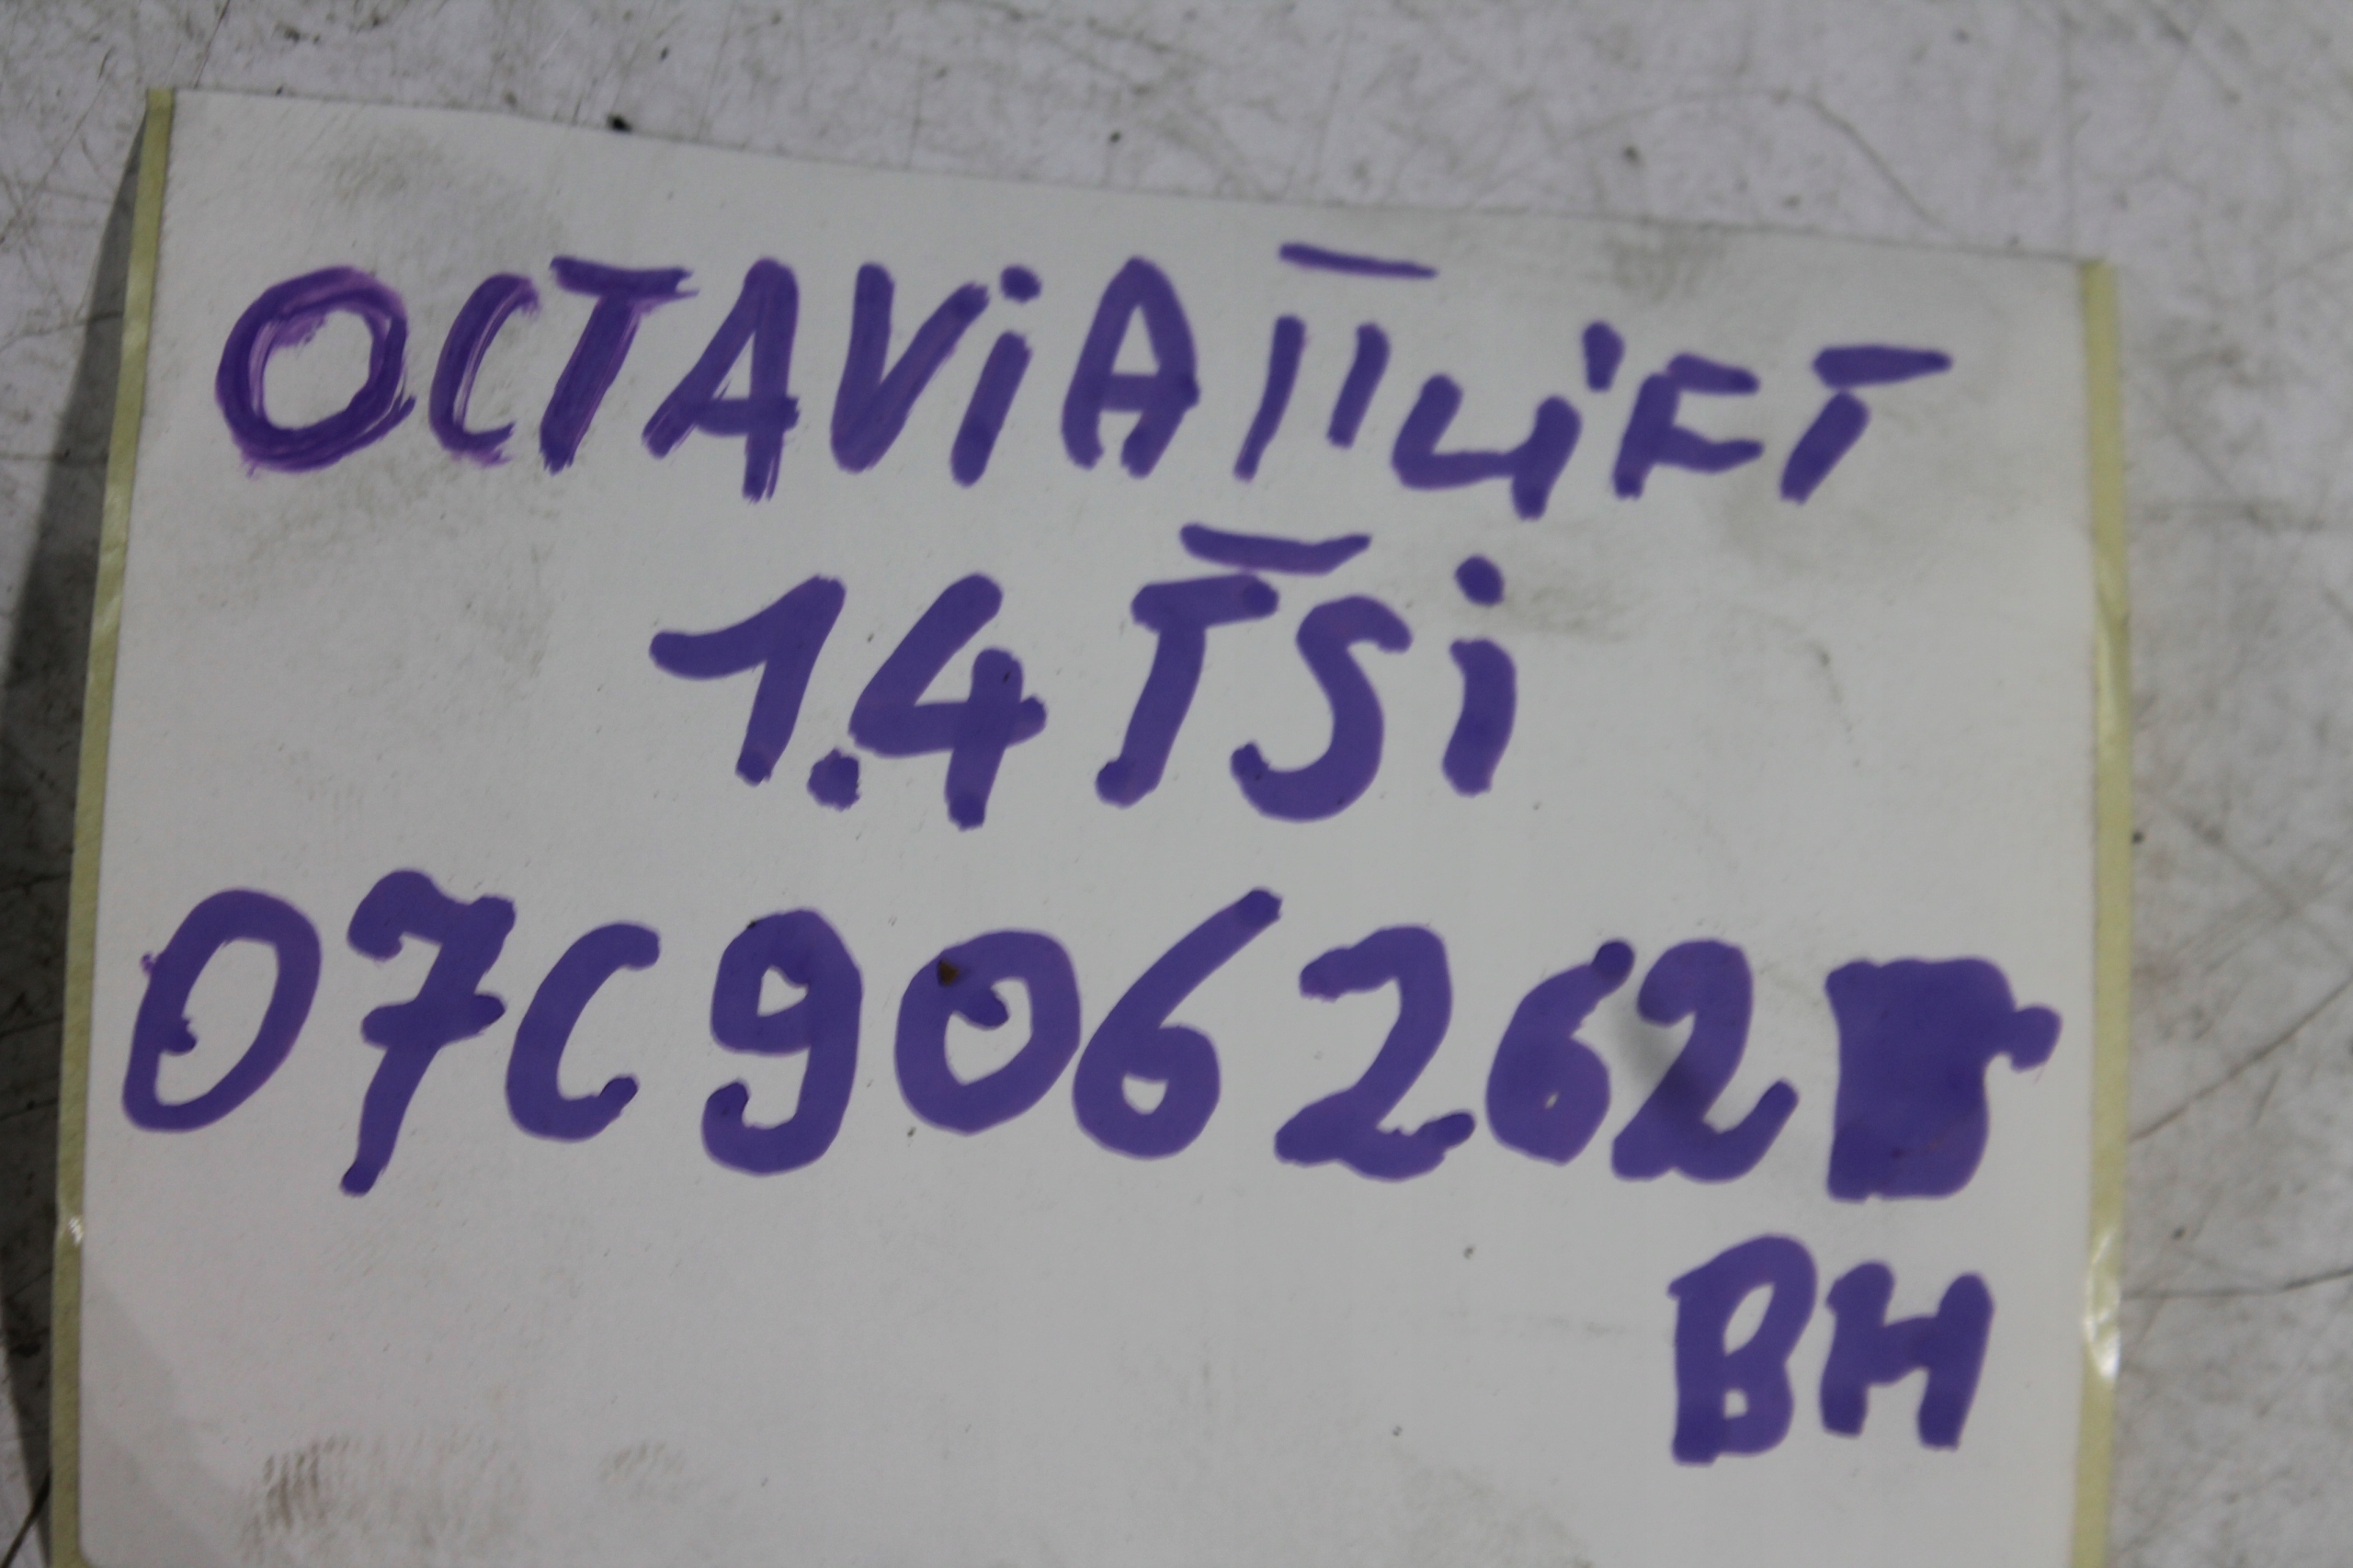 OCTAViA II LiFT
1.4 TSi
07C906262
BH